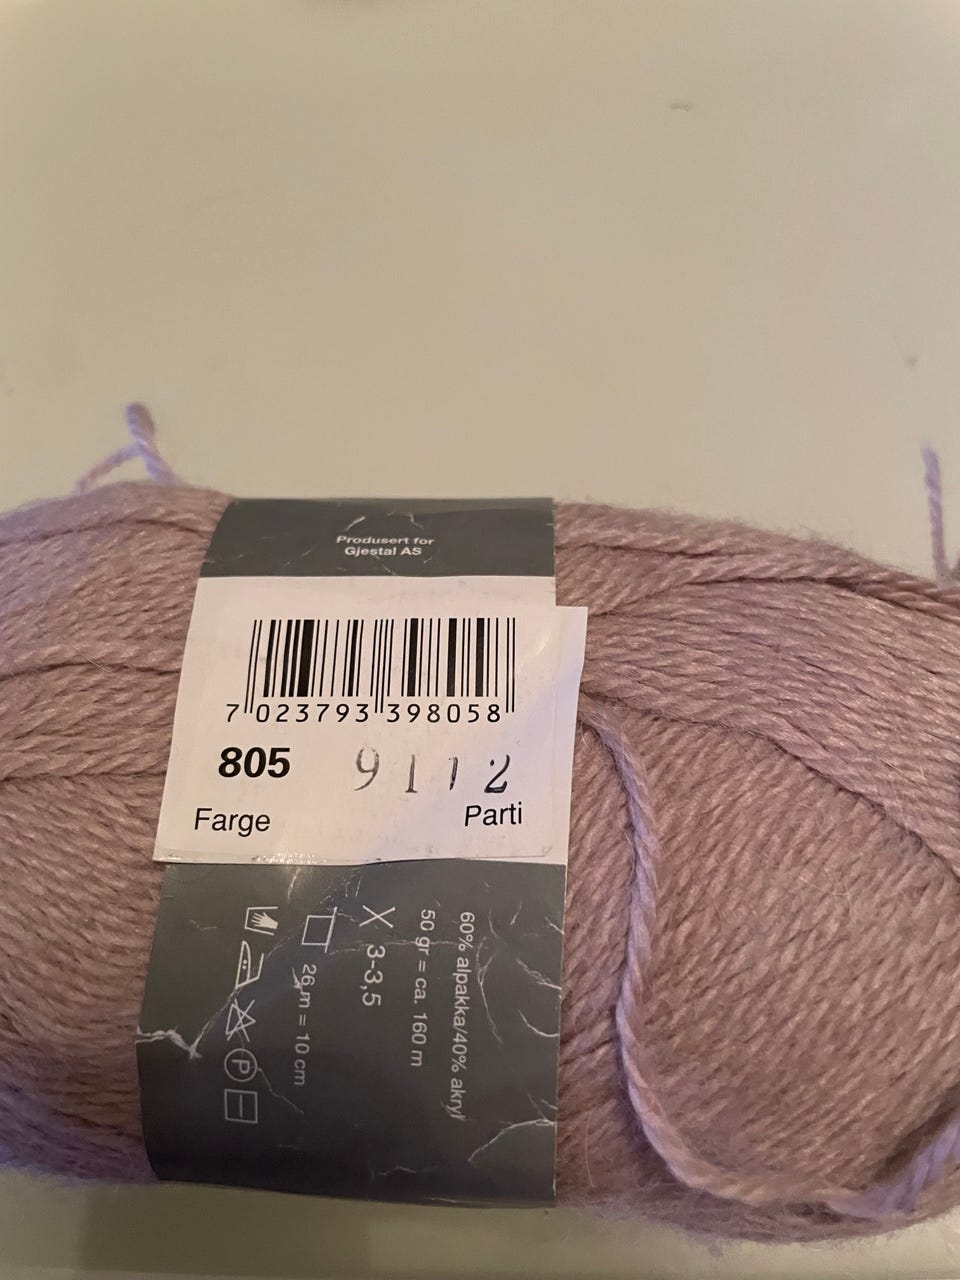 Produsert for
Gjestal AS
7 023793 398058
805 9112
Farge Parti
60% alpakka/40% akryl
50 gr = ca. 160 m
3-3,5
26 m = 10 cm
P